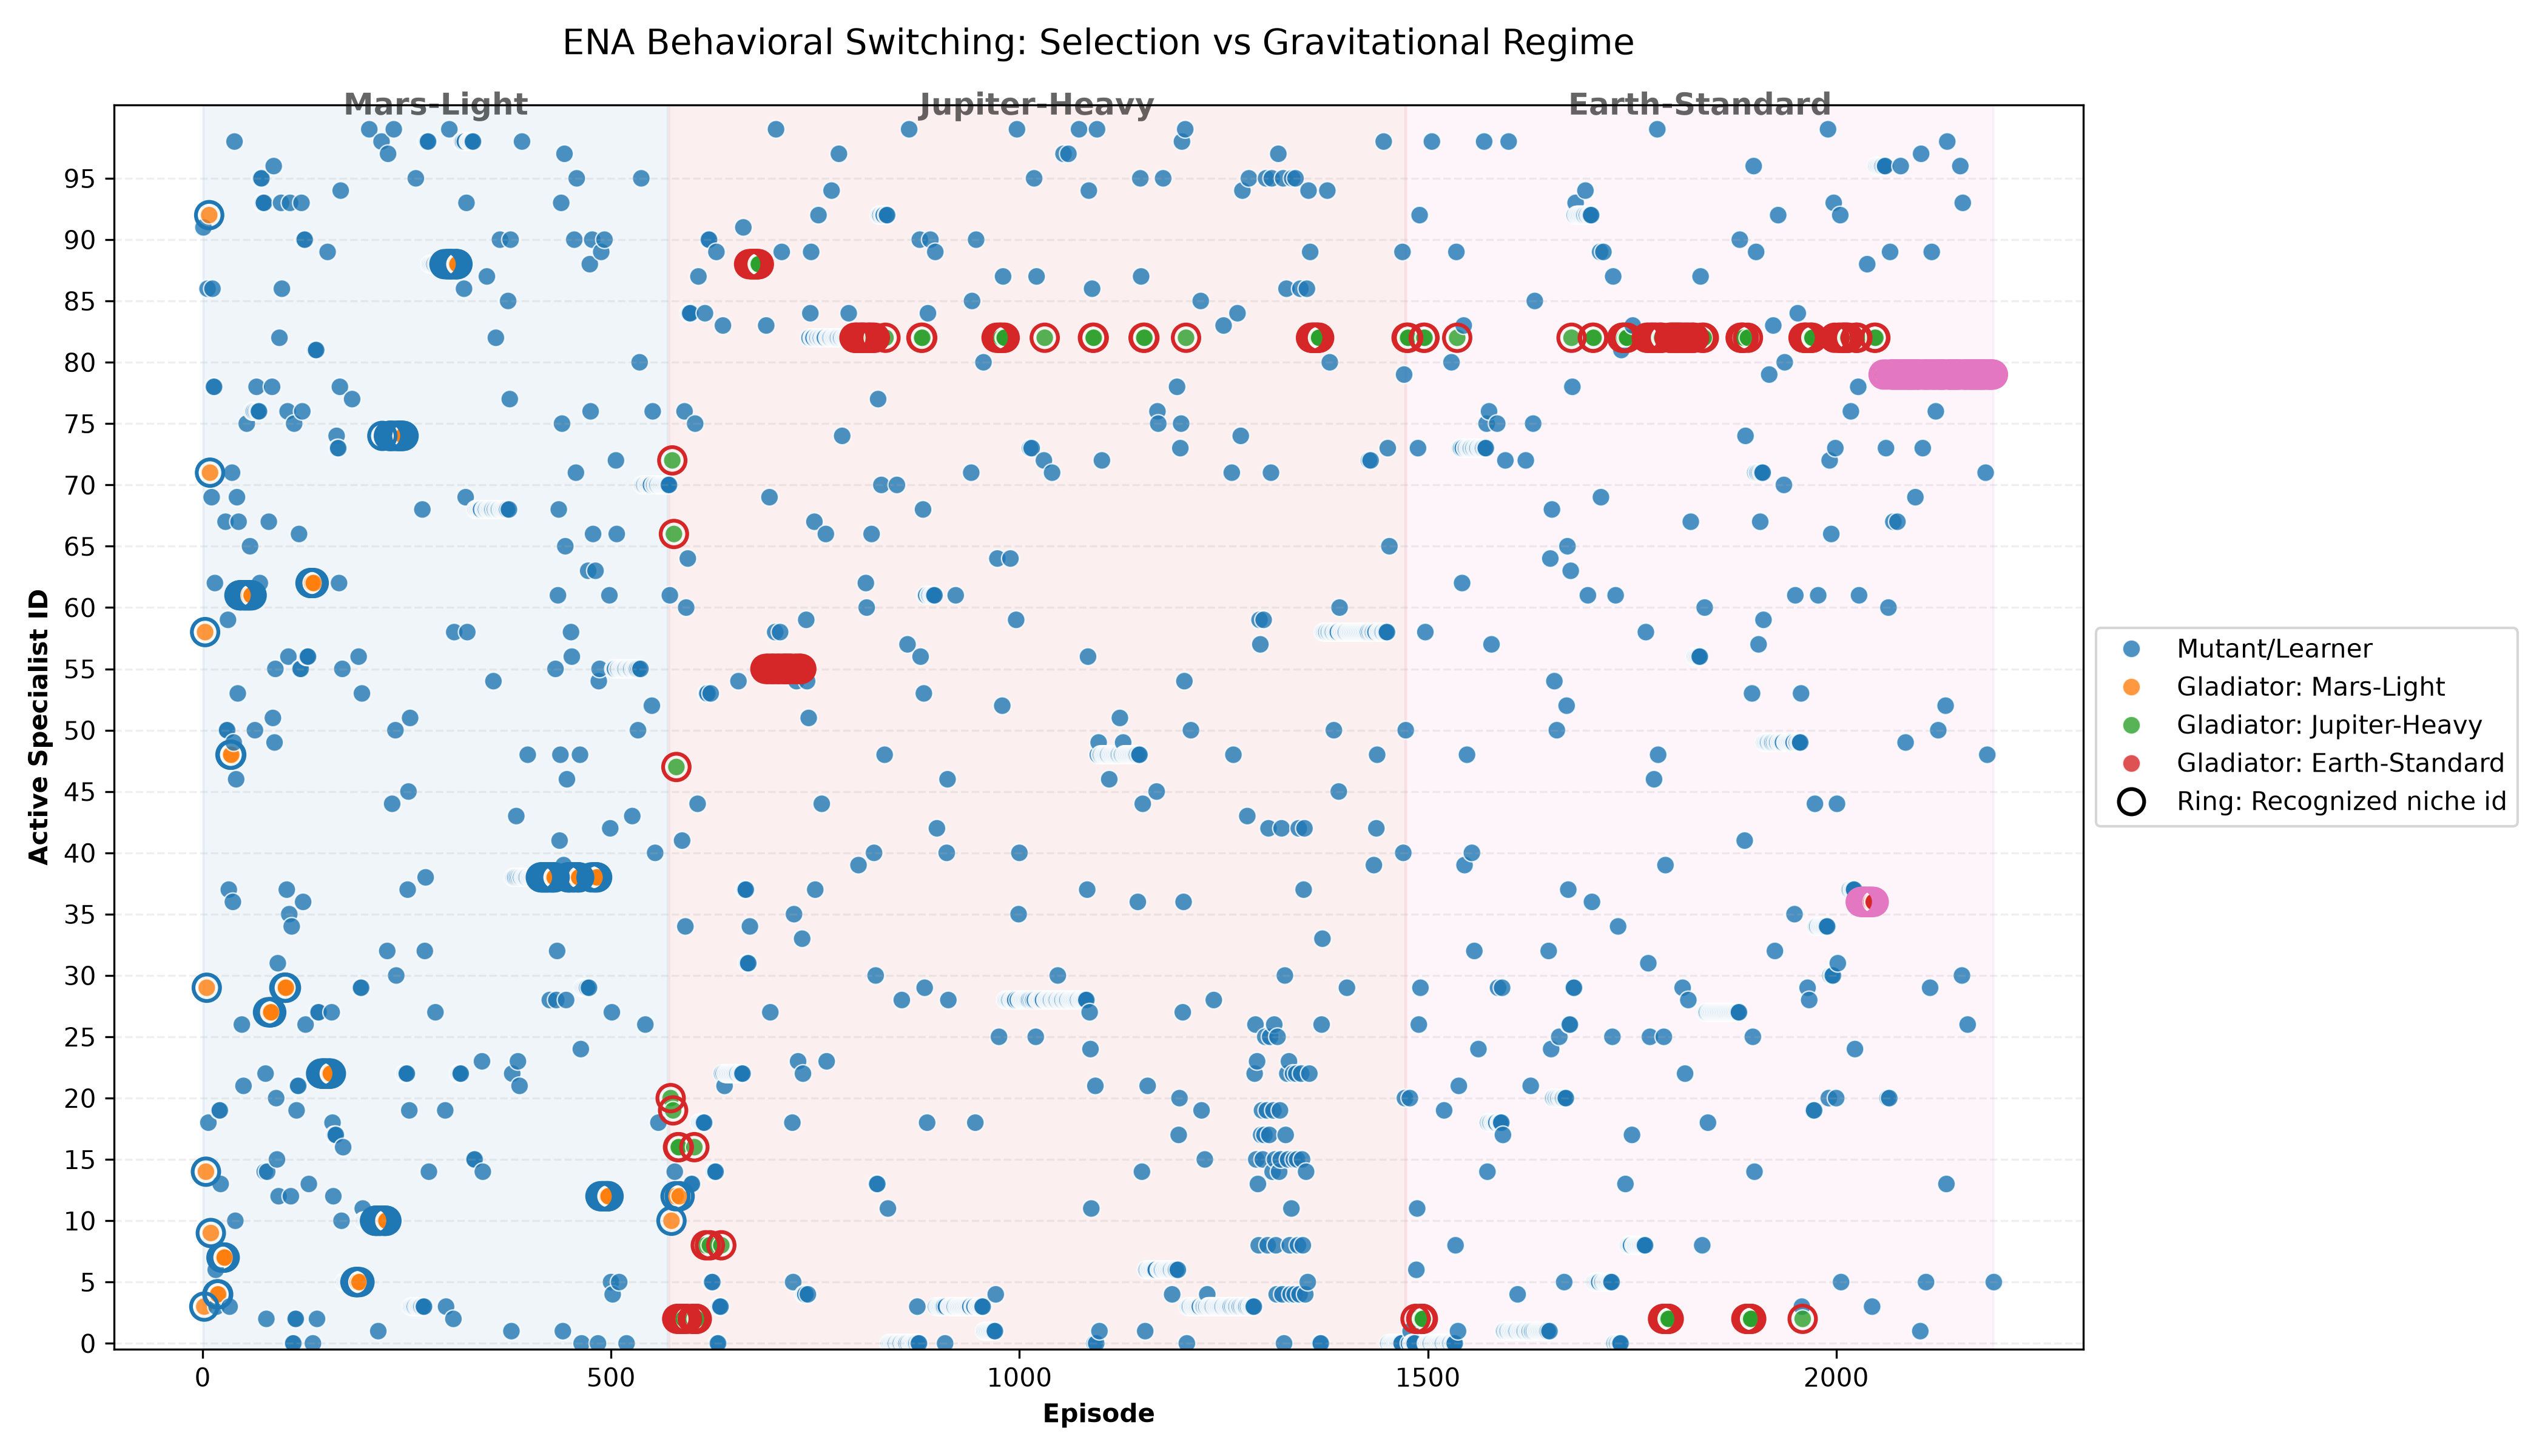 ENA Behavioral Switching: Selection vs Gravitational Regime
Mars-Light
Jupiter-Heavy
Earth-Standard
Active Specialist ID
95
90
85
80
75
70
65
60
55
50
45
40
35
30
25
20
15
10
5
0
0
500
1000
1500
2000
Episode
Mutant/Learner
Gladiator: Mars-Light
Gladiator: Jupiter-Heavy
Gladiator: Earth-Standard
Ring: Recognized niche id